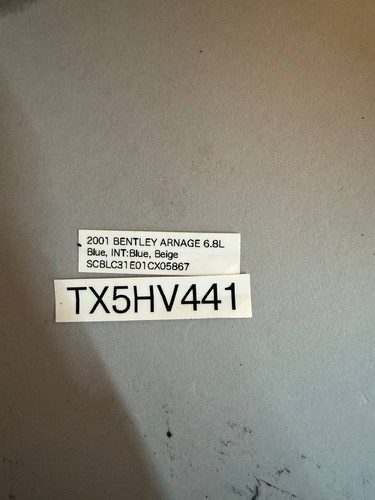 2001 BENTLEY ARNAGE 6.8L
Blue, INT:Blue, Beige
SCBLC31E01CX05867
TX5HV441